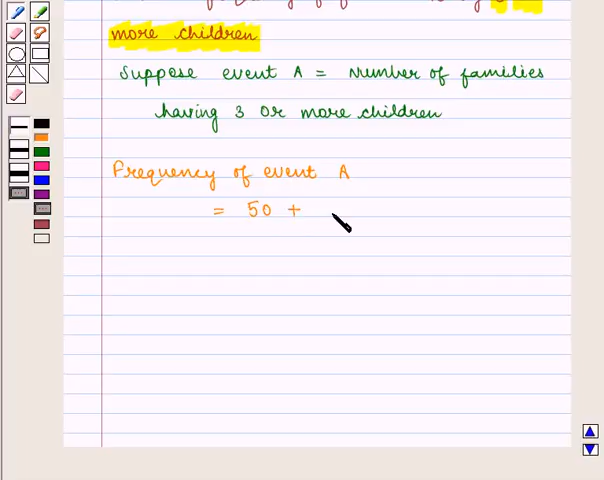 more children
Suppose event A = Number of families
having 3 or more children
Frequency of event A
= 50 +